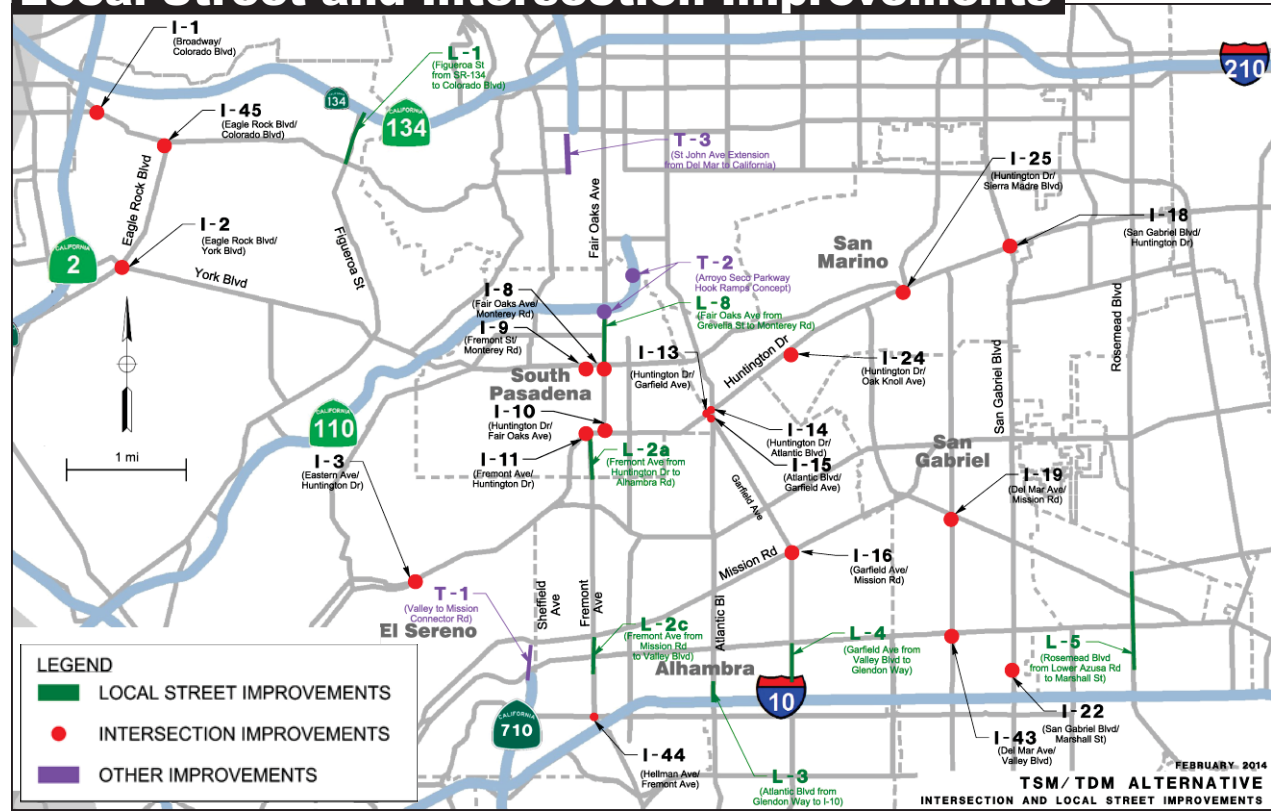 Local Street and Intersection Improvements
I-1
(Broadway/
Colorado Blvd)
L-1
(Figueroa St
from SR-134
to Colorado Blvd)
210
134
CALIFORNIA
134
I-45
(Eagle Rock Blvd/
Colorado Blvd)
T-3
(St John Ave Extension
from Del Mar to California)
I-25
(Huntington Dr/
Sierra Madre Blvd)
Eagle Rock Blvd
Fair Oaks Ave
I-2
(Eagle Rock Blvd/
York Blvd)
I-18
(San Gabriel Blvd/
Huntington Dr)
San
Marino
CALIFORNIA
2
York Blvd
Figueroa St
T-2
(Arroyo Seco Parkway
Hook Ramps Concept)
I-8
(Fair Oaks Ave/
Monterey Rd)
L-8
(Fair Oaks Ave from
Grevelia St to Monterey Rd)
Rosemead Blvd
I-9
(Fremont St/
Monterey Rd)
I-13
(Huntington Dr/
Garfield Ave)
Huntington Dr
I-24
(Huntington Dr/
Oak Knoll Ave)
San Gabriel Blvd
South
Pasadena
I-10
(Huntington Dr/
Fair Oaks Ave)
CALIFORNIA
110
I-14
(Huntington Dr/
Atlantic Blvd)
San
Gabriel
1 mi
I-3
(Eastern Ave/
Huntington Dr)
I-11
(Fremont Ave/
Huntington Dr)
L-2a
(Fremont Ave from
Huntington Dr to
Alhambra Rd)
I-15
(Atlantic Blvd/
Garfield Ave)
I-19
(Del Mar Ave/
Mission Rd)
Garfield Ave
Mission Rd
I-16
(Garfield Ave/
Mission Rd)
T-1
(Valley to Mission
Connector Rd)
Sheffield
Ave
Fremont
Ave
Atlantic Bl
El Sereno
L-2c
(Fremont Ave from
Mission Rd
to Valley Blvd)
L-4
(Garfield Ave from
Valley Blvd to
Glendon Way)
L-5
(Rosemead Blvd
from Lower Azusa Rd
to Marshall St)
Alhambra
10
CALIFORNIA
710
I-22
(San Gabriel Blvd/
Marshall St)
I-43
(Del Mar Ave/
Valley Blvd)
I-44
(Hellman Ave/
Fremont Ave)
L-3
(Atlantic Blvd from
Glendon Way to I-10)
LEGEND
LOCAL STREET IMPROVEMENTS
INTERSECTION IMPROVEMENTS
OTHER IMPROVEMENTS
FEBRUARY 2014
TSM/TDM ALTERNATIVE
INTERSECTION AND LOCAL STREET IMPOVEMENTS